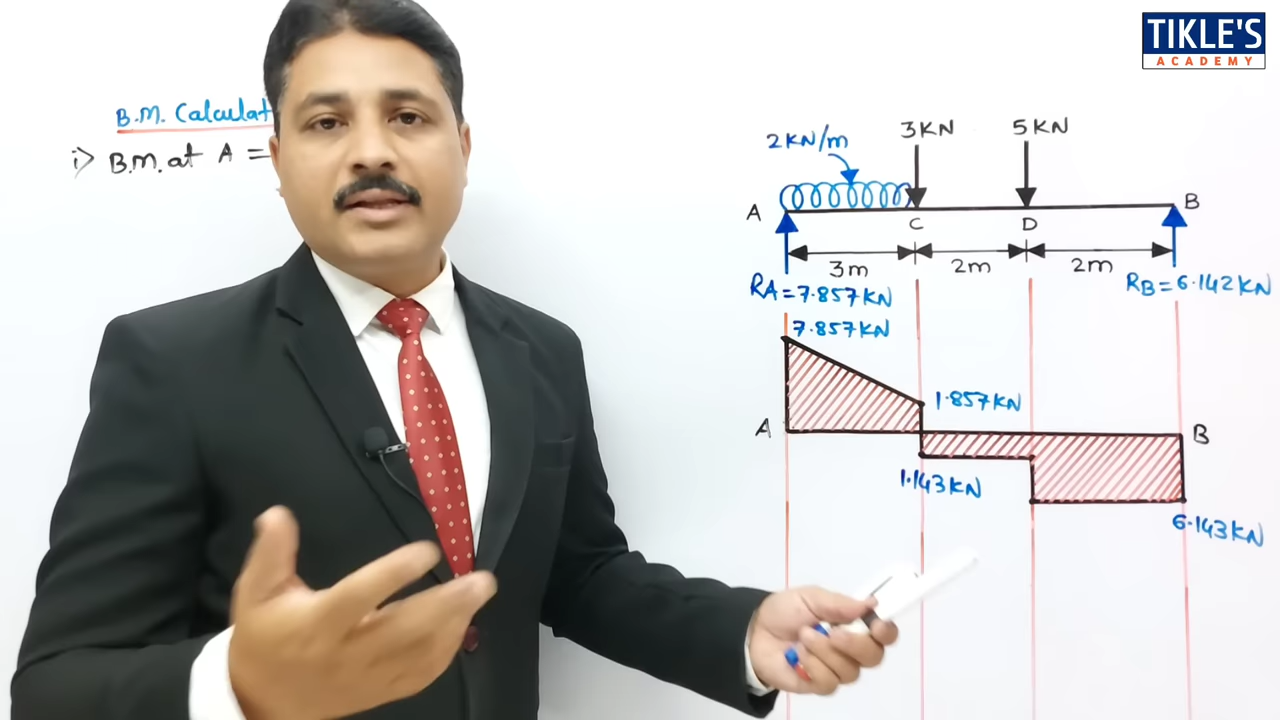 TIKLE'S
ACADEMY
B.M. Calculat
i> B.M. at A =
2KN/m
3KN
5KN
A
B
C
D
3m
2m
2m
RA=7.857KN
RB=6.142KN
7.857KN
1.857KN
A
B
1.143KN
6.143KN